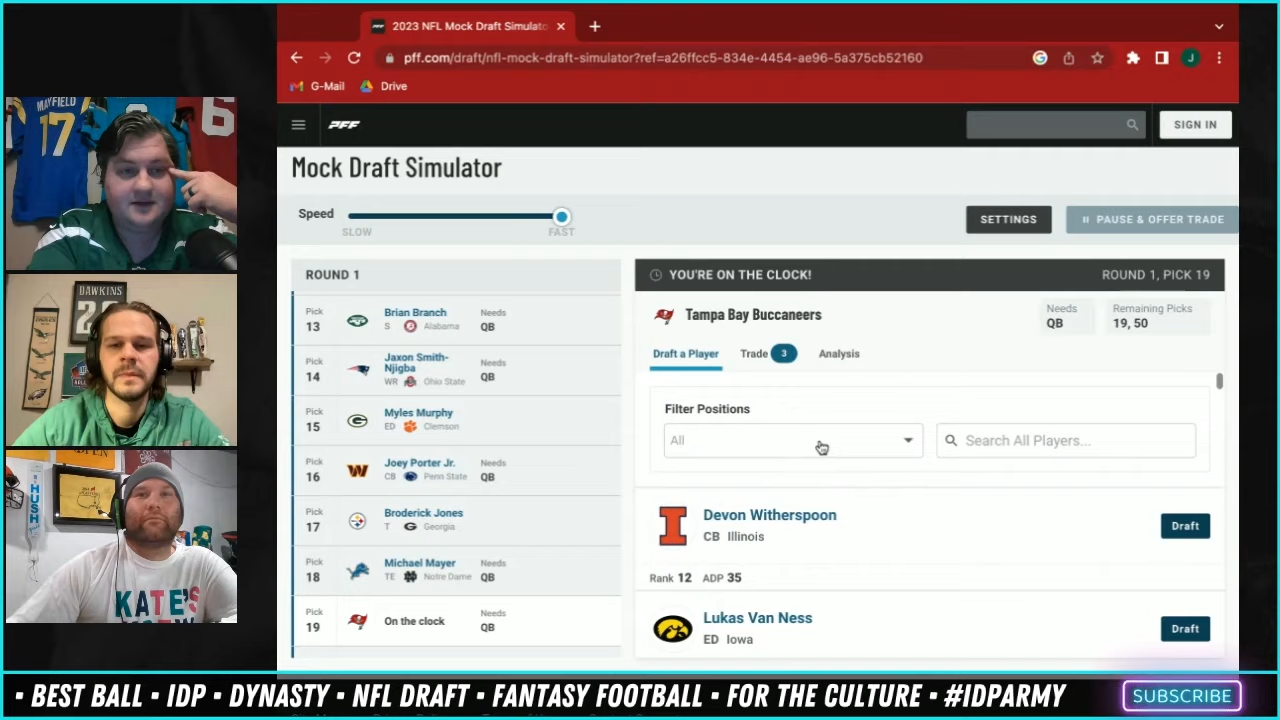 2023 NFL Mock Draft Simulato
pff.com/draft/nfl-mock-draft-simulator?ref=a26ffcc5-834e-4454-ae96-5a375cb52160
J
G-Mail
Drive
PFF
SIGN IN
Mock Draft Simulator
Speed
SLOW
FAST
SETTINGS
PAUSE & OFFER TRADE
ROUND 1
Pick 13
Brian Branch
S Alabama
Needs QB
Pick 14
Jaxon Smith-
Njigba
WR Ohio State
Needs QB
Pick 15
Myles Murphy
ED Clemson
Pick 16
Joey Porter Jr.
CB Penn State
Needs QB
Pick 17
Broderick Jones
T Georgia
Pick 18
Michael Mayer
TE Notre Dame
Needs QB
Pick 19
On the clock
Needs QB
YOU'RE ON THE CLOCK!
ROUND 1, PICK 19
Tampa Bay Buccaneers
Needs QB
Remaining Picks 19, 50
Draft a Player
Trade 3
Analysis
Filter Positions
All
Search All Players...
Devon Witherspoon
CB Illinois
Draft
Rank 12 ADP 35
Lukas Van Ness
ED Iowa
Draft
MAYFIELD
17
6
DAWKINS
HUSH
KATE'S
• BEST BALL • IDP • DYNASTY • NFL DRAFT • FANTASY FOOTBALL • FOR THE CULTURE • #IDPARMY
SUBSCRIBE